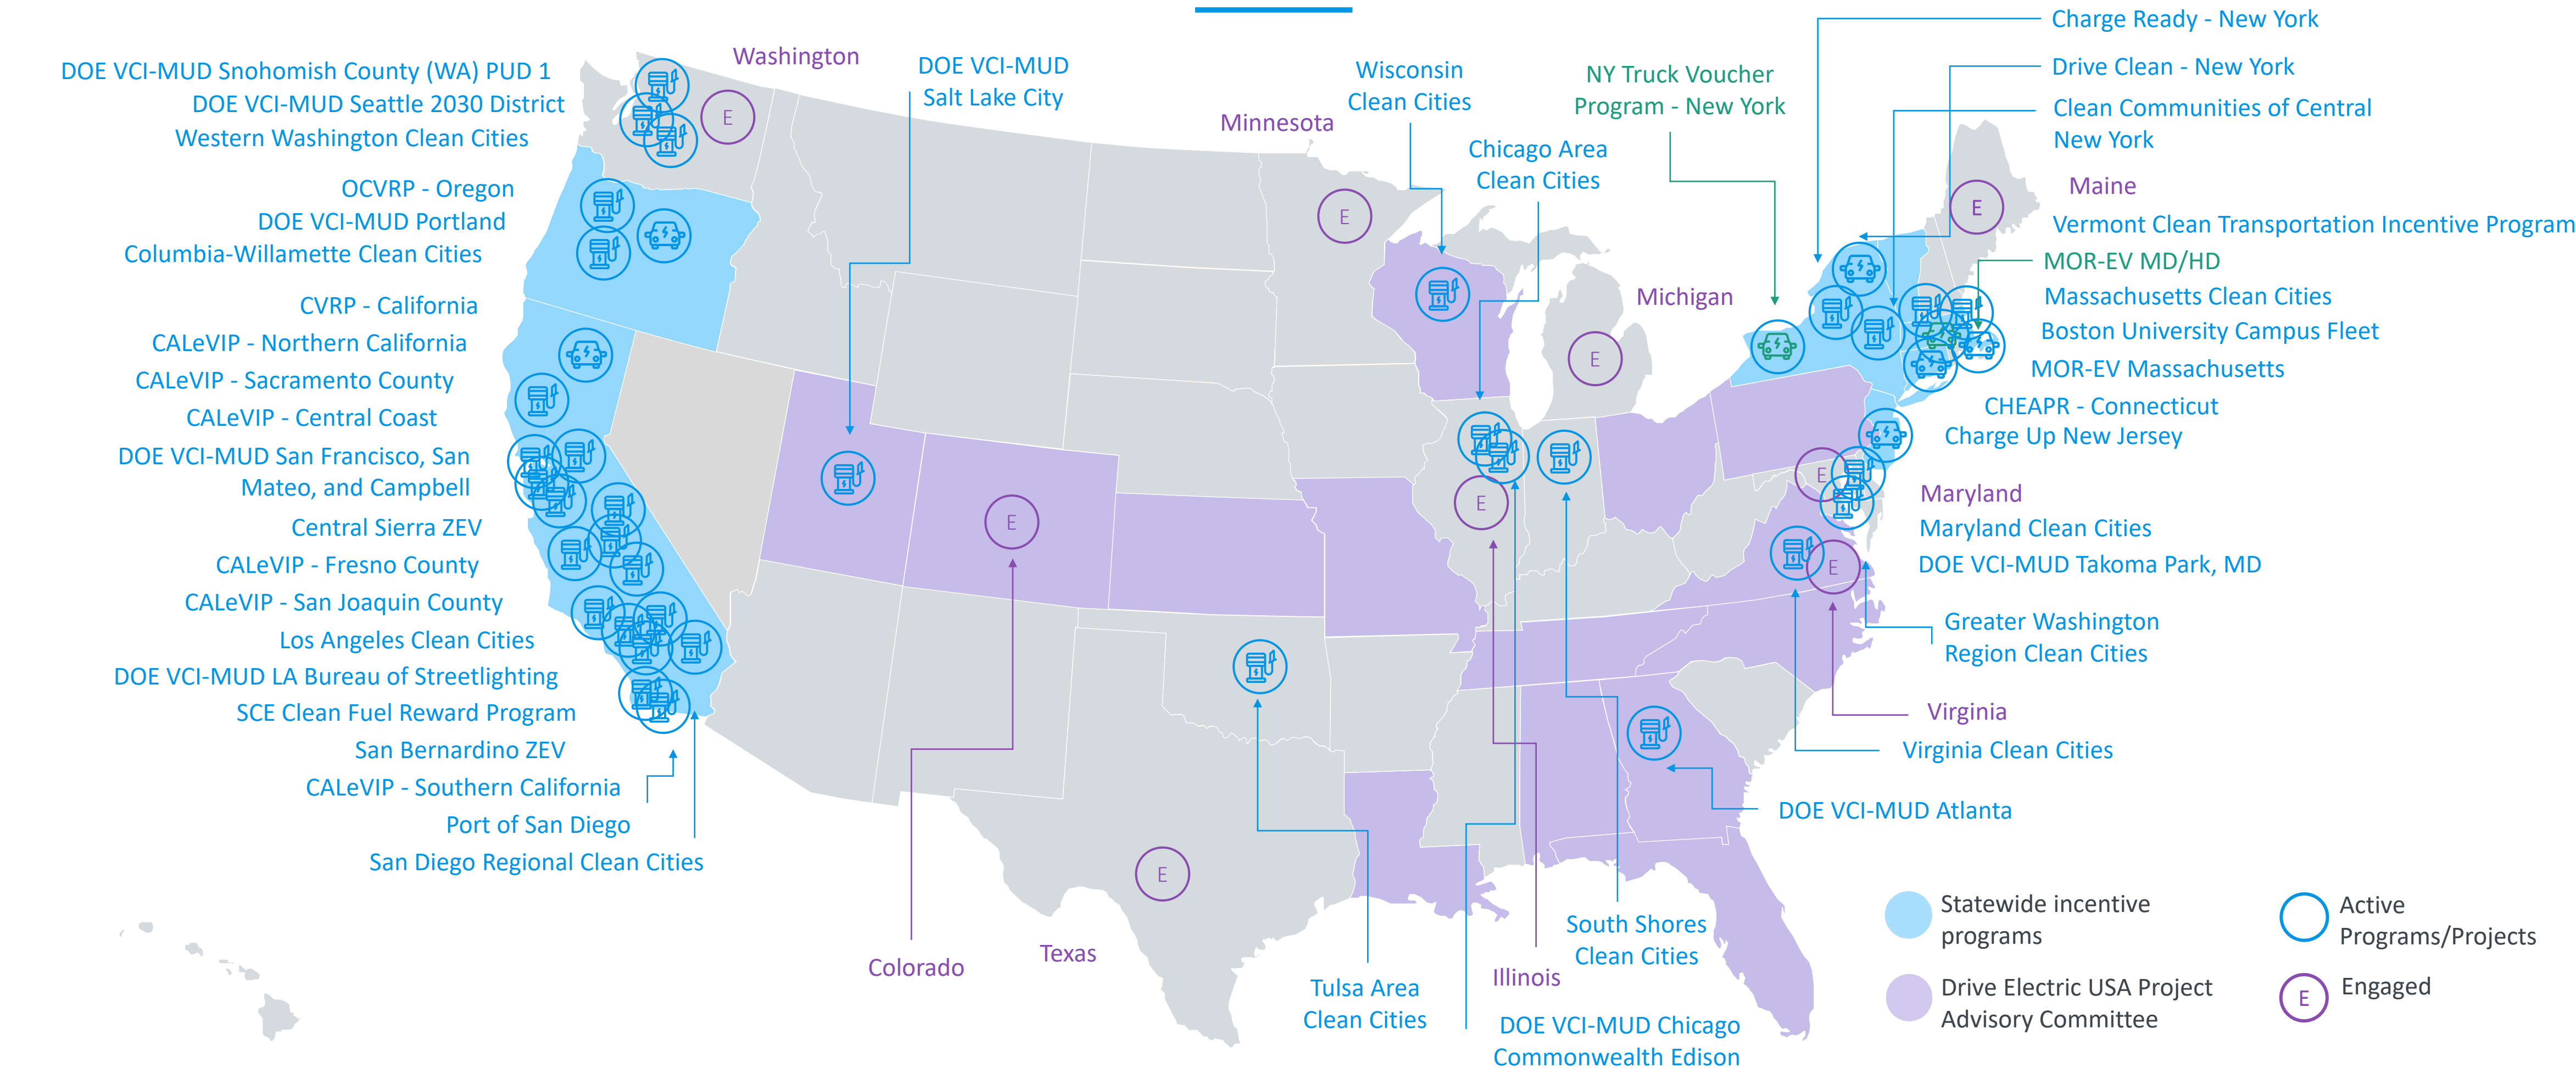 DOE VCI-MUD Snohomish County (WA) PUD 1
DOE VCI-MUD Seattle 2030 District
Western Washington Clean Cities
OCVRP - Oregon
DOE VCI-MUD Portland
Columbia-Willamette Clean Cities
CVRP - California
CALeVIP - Northern California
CALeVIP - Sacramento County
CALeVIP - Central Coast
DOE VCI-MUD San Francisco, San
Mateo, and Campbell
Central Sierra ZEV
CALeVIP - Fresno County
CALeVIP - San Joaquin County
Los Angeles Clean Cities
DOE VCI-MUD LA Bureau of Streetlighting
SCE Clean Fuel Reward Program
San Bernardino ZEV
CALeVIP - Southern California
Port of San Diego
San Diego Regional Clean Cities
Washington
E
DOE VCI-MUD
Salt Lake City
E
Colorado
Texas
E
Minnesota
E
Wisconsin
Clean Cities
Chicago Area
Clean Cities
Michigan
E
E
Tulsa Area
Clean Cities
Illinois
DOE VCI-MUD Chicago
Commonwealth Edison
South Shores
Clean Cities
NY Truck Voucher
Program - New York
Charge Ready - New York
Drive Clean - New York
Clean Communities of Central
New York
Maine
E
Vermont Clean Transportation Incentive Program
MOR-EV MD/HD
Massachusetts Clean Cities
Boston University Campus Fleet
MOR-EV Massachusetts
CHEAPR - Connecticut
Charge Up New Jersey
E
Maryland
Maryland Clean Cities
DOE VCI-MUD Takoma Park, MD
E
Greater Washington
Region Clean Cities
Virginia
Virginia Clean Cities
DOE VCI-MUD Atlanta
Statewide incentive
programs
Active
Programs/Projects
Drive Electric USA Project
Advisory Committee
E
Engaged